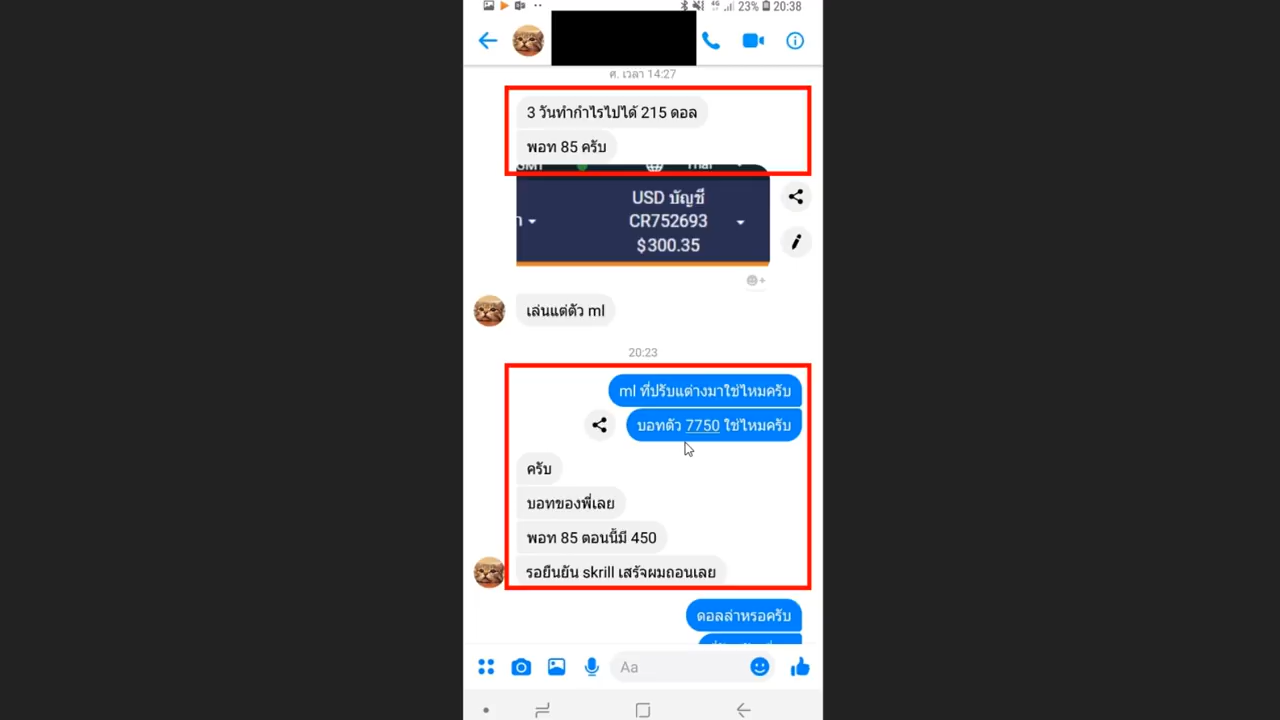 23% 20:38
ศ. เวลา 14:27
3 วันทำกำไรไปได้ 215 ดอล
พอท 85 ครับ
GMT Thai
USD บัญชี
CR752693
$300.35
เล่นแต่ตัว ml
20:23
ml ที่ปรับแต่งมาใช่ไหมครับ
บอทตัว 7750 ใช่ไหมครับ
ครับ
บอทของพี่เลย
พอท 85 ตอนนี้มี 450
รอยืนยัน skrill เสร้จผมถอนเลย
ดอลล่าหรอครับ
Aa